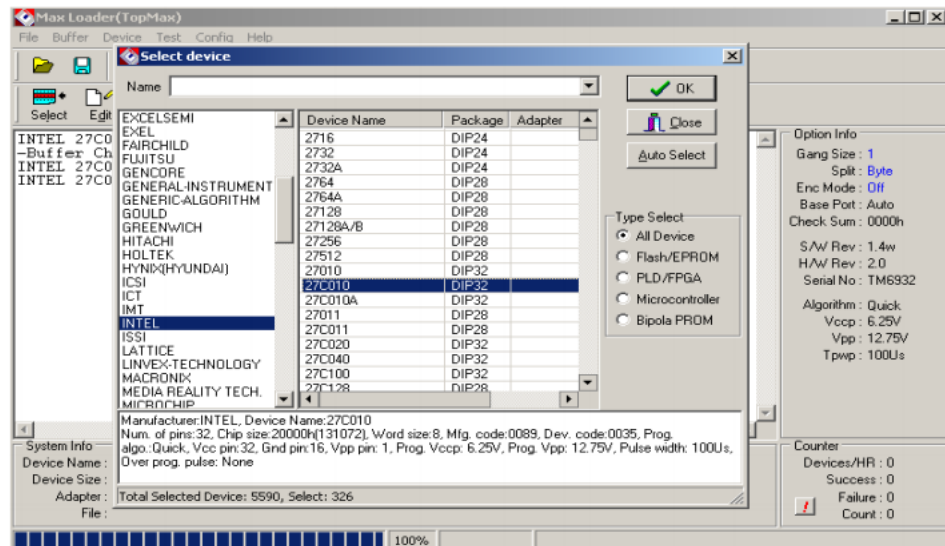 Max Loader(TopMax)
File Buffer Device Test Config Help
Select device
Name
OK
Close
Auto Select
Select Edit
INTEL 27C0
-Buffer Ch
INTEL 27C0
INTEL 27C0
EXCELSEMI
EXEL
FAIRCHILD
FUJITSU
GENCORE
GENERAL-INSTRUMENT
GENERIC-ALGORITHM
GOULD
GREENWICH
HITACHI
HOLTEK
HYNIX(HYUNDAI)
ICSI
ICT
IMT
INTEL
ISSI
LATTICE
LINVEX-TECHNOLOGY
MACRONIX
MEDIA REALITY TECH.
MICROCHIP
Device Name Package Adapter
2716 DIP24
2732 DIP24
2732A DIP24
2764 DIP28
2764A DIP28
27128 DIP28
27128A/B DIP28
27256 DIP28
27512 DIP28
27010 DIP32
27C010 DIP32
27C010A DIP32
27011 DIP28
27C011 DIP28
27C020 DIP32
27C040 DIP32
27C100 DIP32
27C128 DIP28
Type Select
All Device
Flash/EPROM
PLD/FPGA
Microcontroller
Bipola PROM
Manufacturer:INTEL, Device Name:27C010
Num. of pins:32, Chip size:20000h[131072], Word size:8, Mfg. code:0089, Dev. code:0035, Prog.
algo.:Quick, Vcc pin:32, Gnd pin:16, Vpp pin: 1, Prog. Vccp: 6.25V, Prog. Vpp: 12.75V, Pulse width: 100Us,
Over prog. pulse: None
Total Selected Device: 5590, Select: 326
Option Info
Gang Size : 1
Split : Byte
Enc Mode : Off
Base Port : Auto
Check Sum : 0000h
S/W Rev : 1.4w
H/W Rev : 2.0
Serial No : TM6932
Algorithm : Quick
Vccp : 6.25V
Vpp : 12.75V
Tpwp : 100Us
System Info
Device Name :
Device Size :
Adapter :
File :
Counter
Devices/HR : 0
Success : 0
Failure : 0
Count : 0
100%